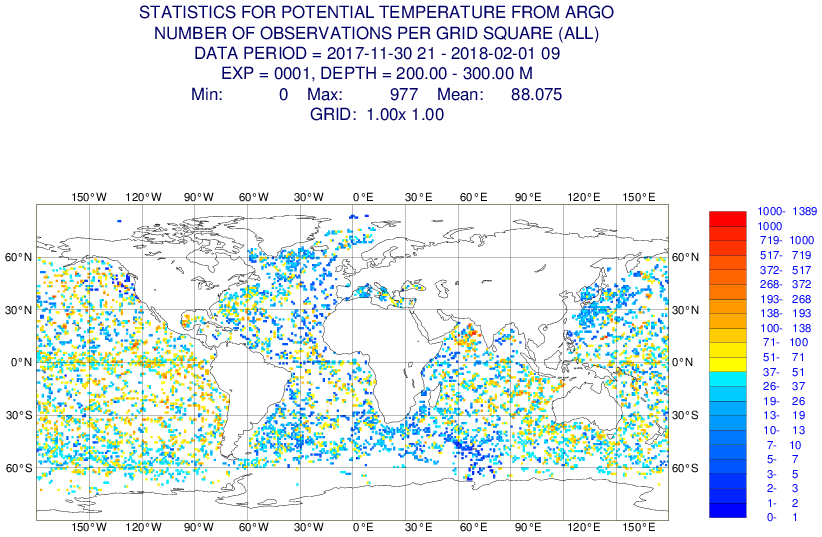 STATISTICS FOR POTENTIAL TEMPERATURE FROM ARGO
NUMBER OF OBSERVATIONS PER GRID SQUARE (ALL)
DATA PERIOD = 2017-11-30 21 - 2018-02-01 09
EXP = 0001, DEPTH = 200.00 - 300.00 M
Min: 0 Max: 977 Mean: 88.075
GRID: 1.00x 1.00
150°W 120°W 90°W 60°W 30°W 0°E 30°E 60°E 90°E 120°E 150°E
60°N 60°N
30°N 30°N
0°N 0°N
30°S 30°S
60°S 60°S
150°W 120°W 90°W 60°W 30°W 0°E 30°E 60°E 90°E 120°E 150°E
1000- 1389
1000
719- 1000
517- 719
372- 517
268- 372
193- 268
138- 193
100- 138
71- 100
51- 71
37- 51
26- 37
19- 26
13- 19
10- 13
7- 10
5- 7
3- 5
2- 3
1- 2
0- 1